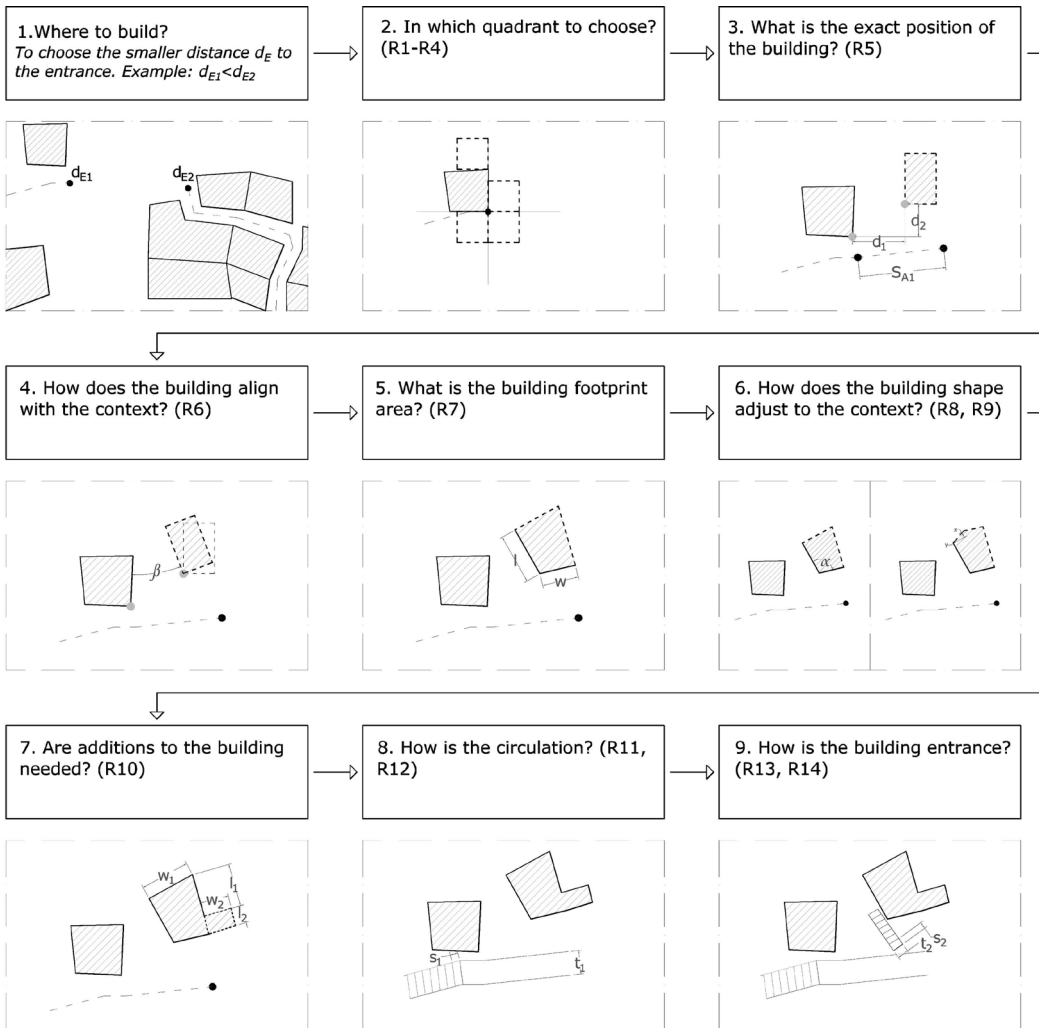 1.Where to build?
To choose the smaller distance dE to
the entrance. Example: dE1<dE2
2. In which quadrant to choose?
(R1-R4)
3. What is the exact position of
the building? (R5)
dE1
dE2
d2
d1
SA1
4. How does the building align
with the context? (R6)
5. What is the building footprint
area? (R7)
6. How does the building shape
adjust to the context? (R8, R9)
β
l
w
α
x
y
7. Are additions to the building
needed? (R10)
8. How is the circulation? (R11,
R12)
9. How is the building entrance?
(R13, R14)
w1
l1
w2
l2
s1
t1
t2
s2